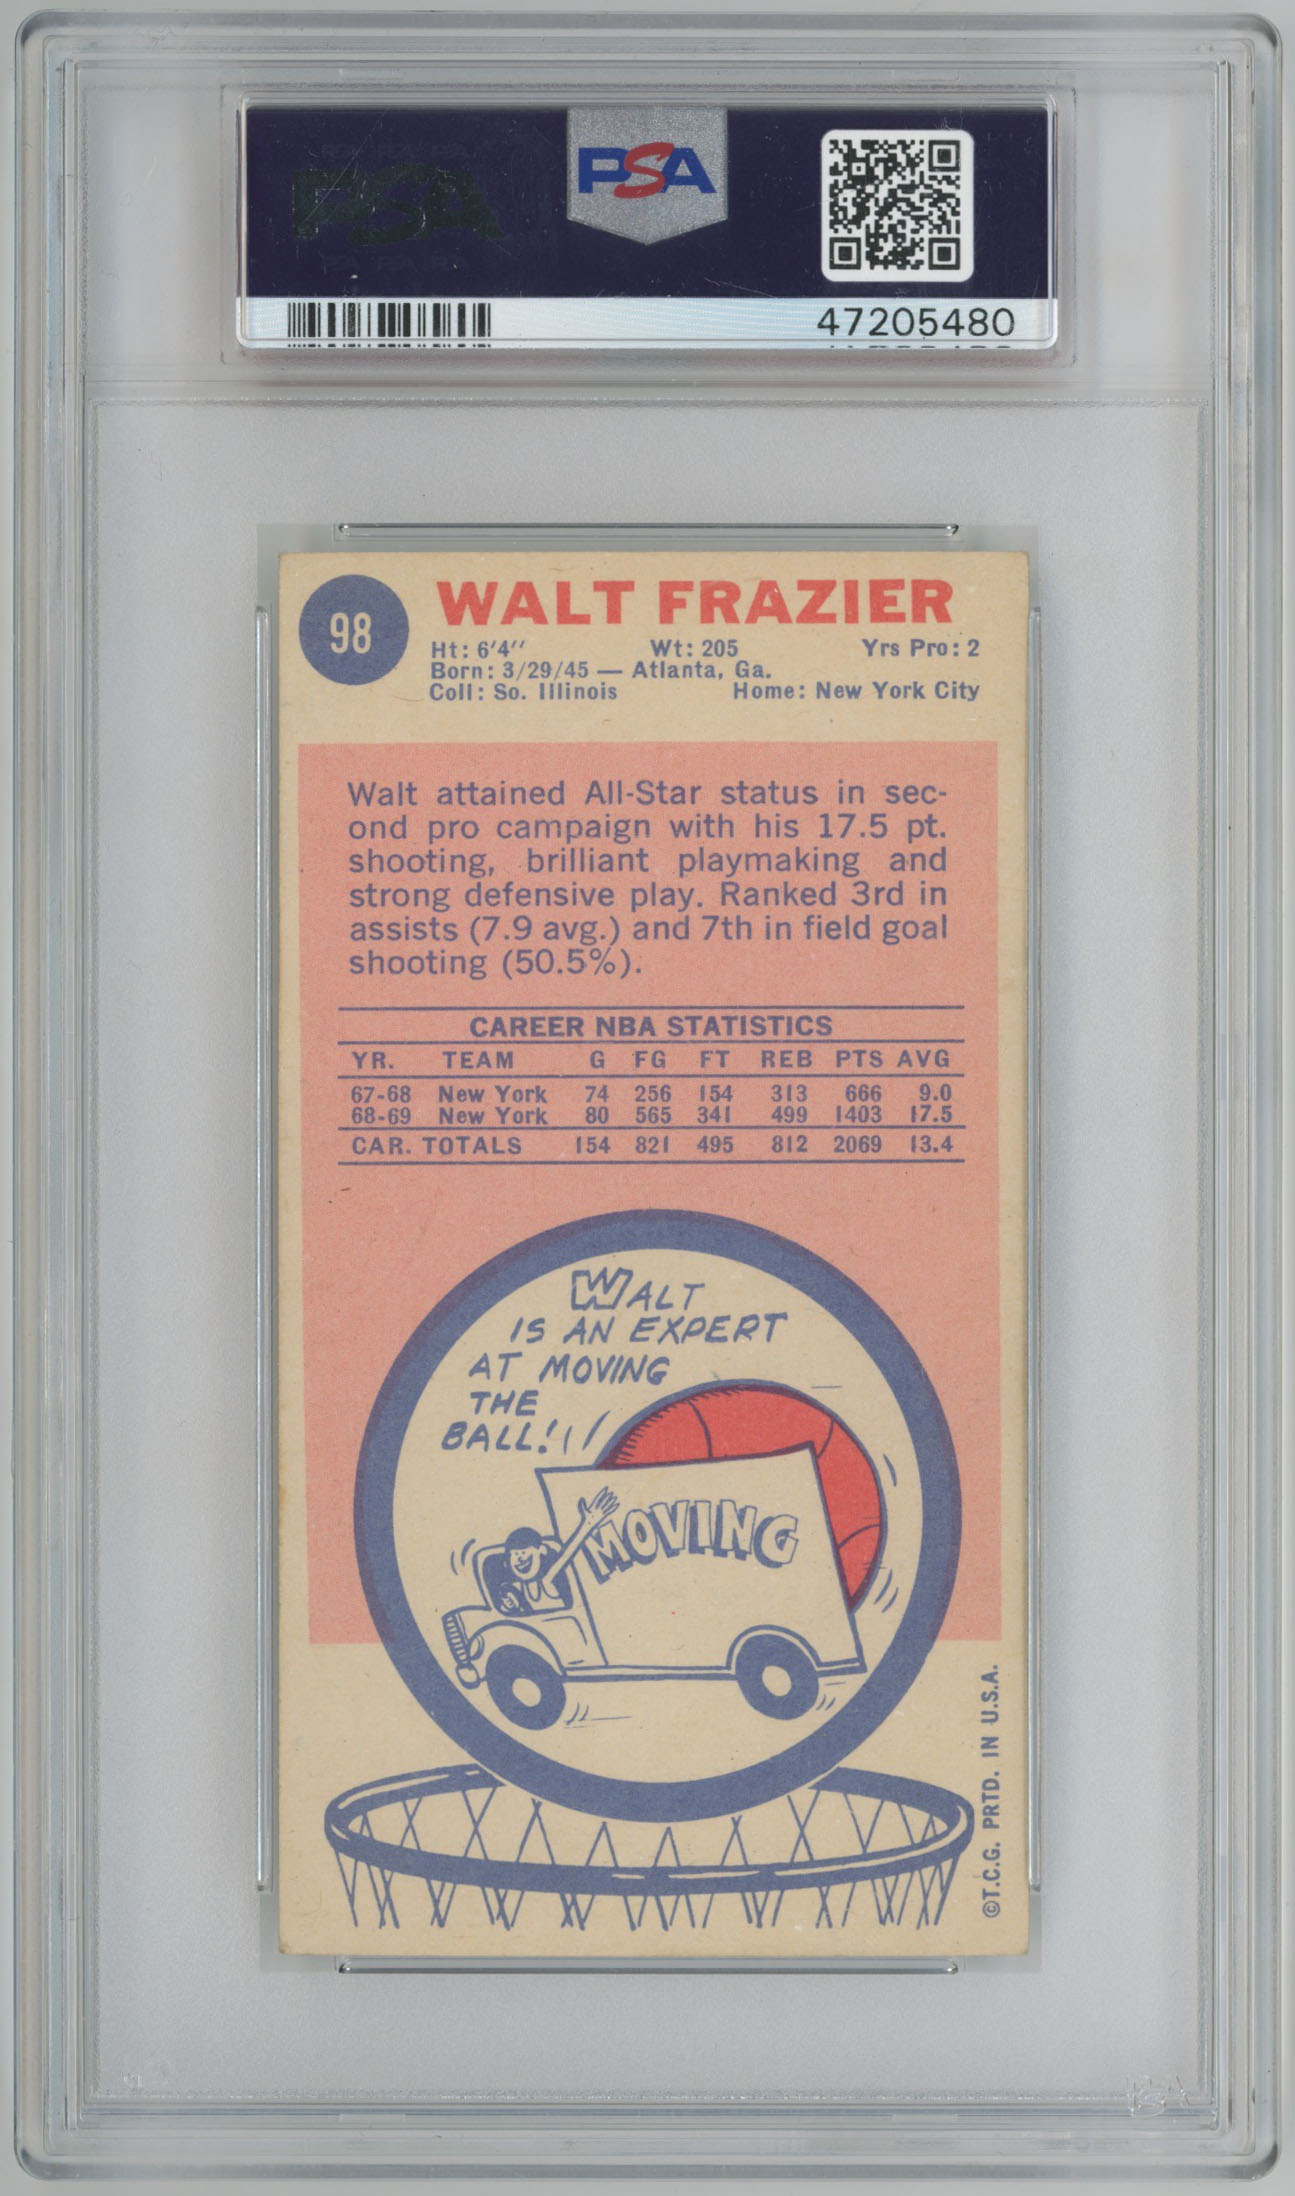 PSA
PSA
47205480
98
WALT FRAZIER
Ht: 6'4'' Wt: 205 Yrs Pro: 2
Born: 3/29/45 — Atlanta, Ga.
Coll: So. Illinois Home: New York City
Walt attained All-Star status in sec-
ond pro campaign with his 17.5 pt.
shooting, brilliant playmaking and
strong defensive play. Ranked 3rd in
assists (7.9 avg.) and 7th in field goal
shooting (50.5%).
CAREER NBA STATISTICS
YR. TEAM G FG FT REB PTS AVG
67-68 New York 74 256 154 313 666 9.0
68-69 New York 80 565 341 499 1403 17.5
CAR. TOTALS 154 821 495 812 2069 13.4
WALT
IS AN EXPERT
AT MOVING
THE
BALL!
MOVING
©T.C.G. PRTD. IN U.S.A.
PSA